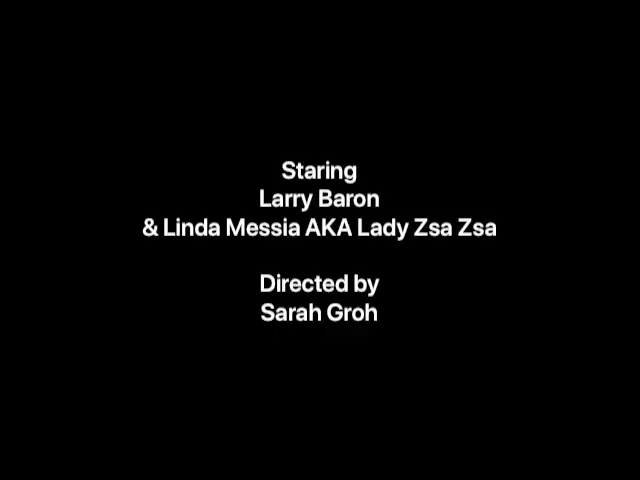 Staring
Larry Baron
& Linda Messia AKA Lady Zsa Zsa
Directed by
Sarah Groh